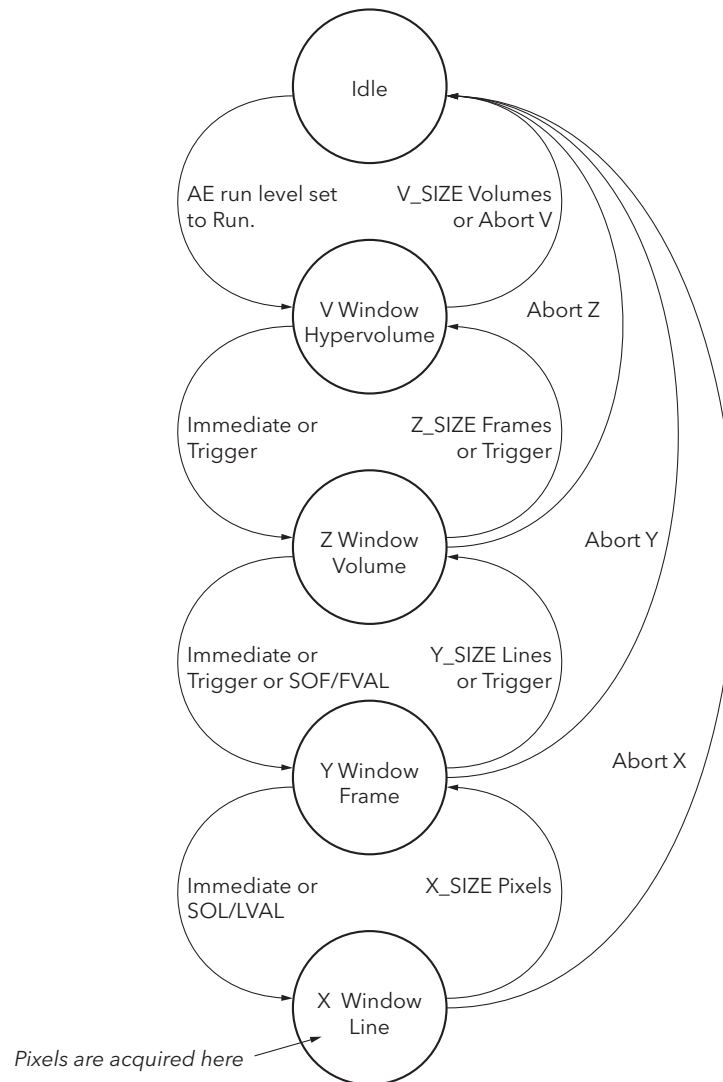 Idle
AE run level set
to Run.
V_SIZE Volumes
or Abort V
V Window
Hypervolume
Abort Z
Immediate or
Trigger
Z_SIZE Frames
or Trigger
Z Window
Volume
Abort Y
Immediate or
Trigger or SOF/FVAL
Y_SIZE Lines
or Trigger
Y Window
Frame
Abort X
Immediate or
SOL/LVAL
X_SIZE Pixels
X Window
Line
Pixels are acquired here